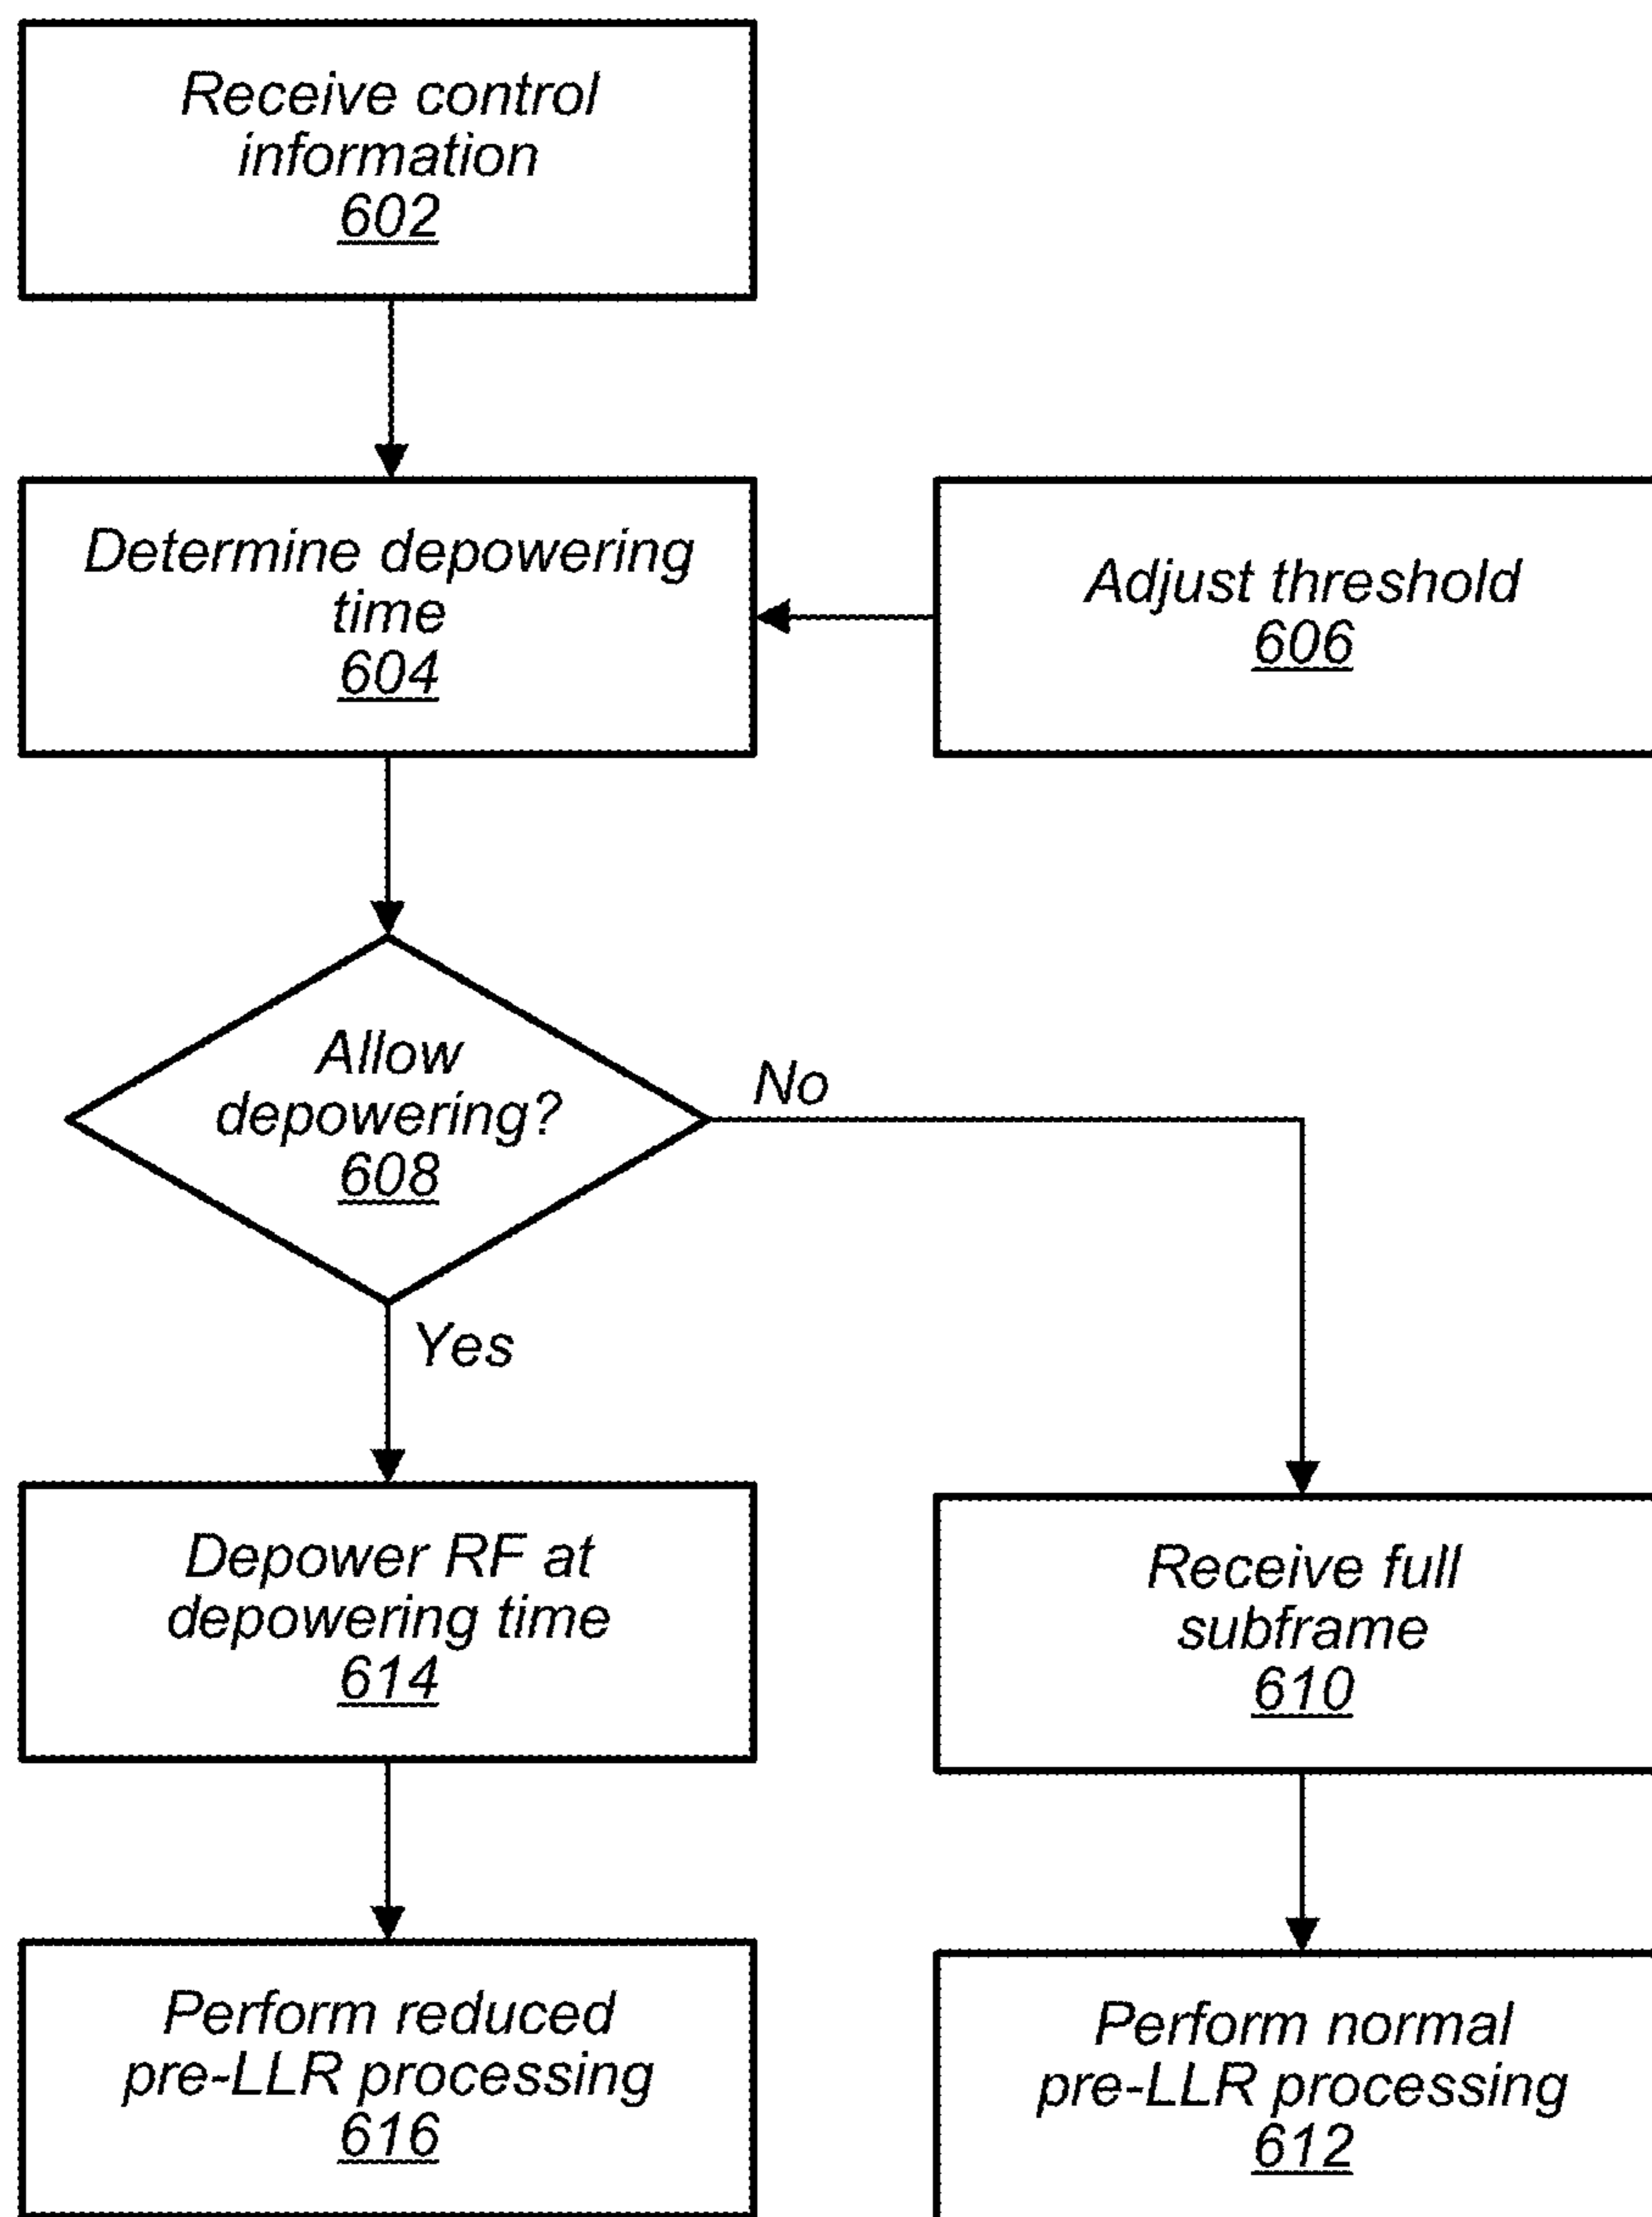 Receive control
information
602
Determine depowering
time
604
Adjust threshold
606
Allow
depowering?
608
No
Yes
Depower RF at
depowering time
614
Receive full
subframe
610
Perform reduced
pre-LLR processing
616
Perform normal
pre-LLR processing
612